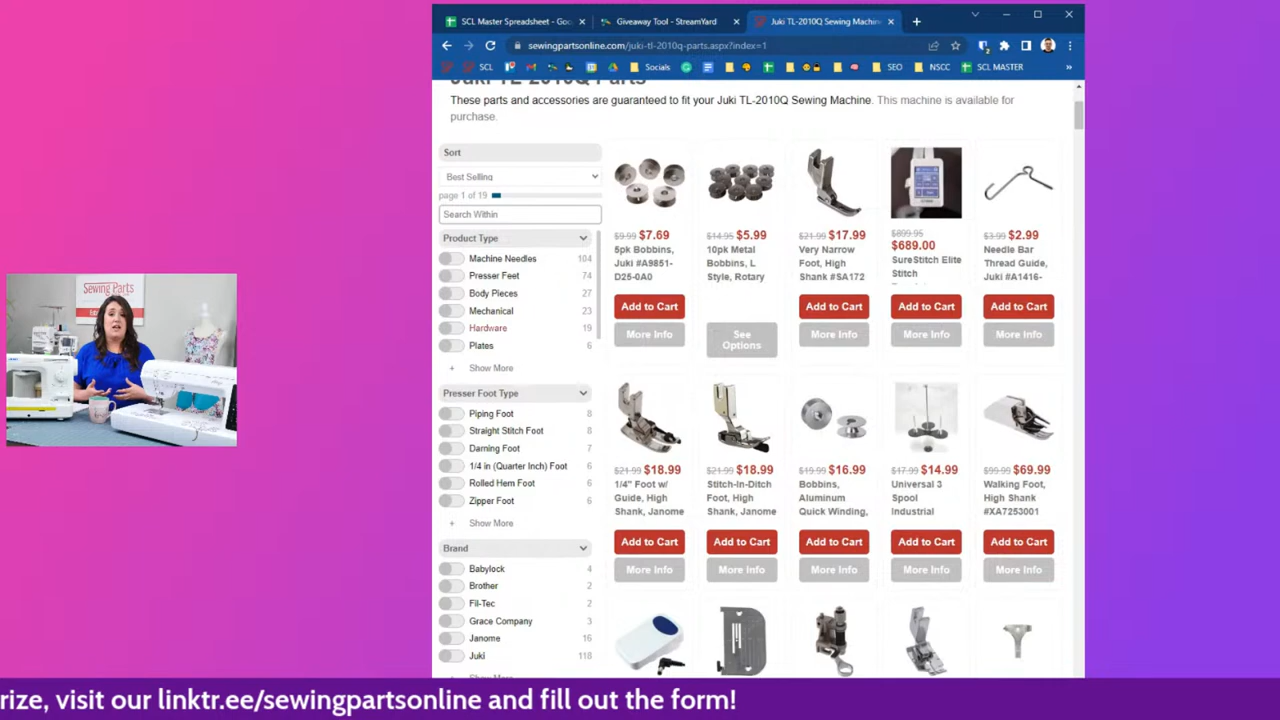 SCL Master Spreadsheet - Goo
Giveaway Tool - StreamYard
Juki TL-2010Q Sewing Machine
sewingpartsonline.com/juki-tl-2010q-parts.aspx?index=1
SCL
Socials
SEO
NSCC
SCL MASTER
»
Juki TL-2010Q Parts
These parts and accessories are guaranteed to fit your Juki TL-2010Q Sewing Machine. This machine is available for
purchase.
Sort
Best Selling
page 1 of 19
Search Within
Product Type
Machine Needles 104
Presser Feet 74
Body Pieces 27
Mechanical 23
Hardware 19
Plates 6
+ Show More
Presser Foot Type
Piping Foot 8
Straight Stitch Foot 8
Darning Foot 7
1/4 in (Quarter Inch) Foot 6
Rolled Hem Foot 6
Zipper Foot 6
+ Show More
Brand
Babylock 4
Brother 2
Fil-Tec 2
Grace Company 3
Janome 16
Juki 118
$9.99 $7.69
5pk Bobbins,
Juki #A9851-
D25-0A0
Add to Cart
More Info
$14.95 $5.99
10pk Metal
Bobbins, L
Style, Rotary
See
Options
$21.99 $17.99
Very Narrow
Foot, High
Shank #SA172
Add to Cart
More Info
$899.95
$689.00
SureStitch Elite
Stitch
Add to Cart
More Info
$3.99 $2.99
Needle Bar
Thread Guide,
Juki #A1416-
Add to Cart
More Info
$21.99 $18.99
1/4" Foot w/
Guide, High
Shank, Janome
Add to Cart
More Info
$21.99 $18.99
Stitch-In-Ditch
Foot, High
Shank, Janome
Add to Cart
More Info
$19.99 $16.99
Bobbins,
Aluminum
Quick Winding,
Add to Cart
More Info
$17.99 $14.99
Universal 3
Spool
Industrial
Add to Cart
More Info
$99.99 $69.99
Walking Foot,
High Shank
#XA7253001
Add to Cart
More Info
Sewing Parts
rize, visit our linktr.ee/sewingpartsonline and fill out the form!